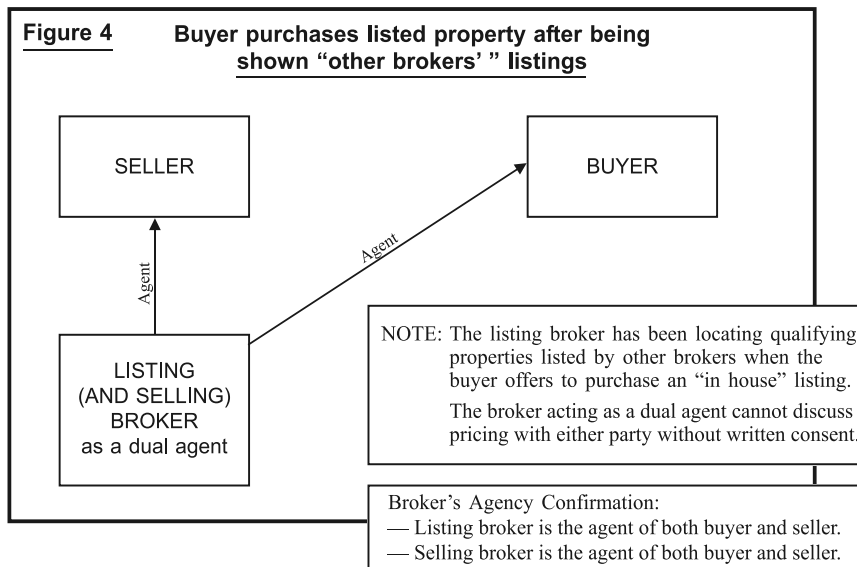 Figure 4
Buyer purchases listed property after being
shown “other brokers’ ” listings
SELLER
BUYER
Agent
Agent
LISTING
(AND SELLING)
BROKER
as a dual agent
NOTE: The listing broker has been locating qualifying
properties listed by other brokers when the
buyer offers to purchase an “in house” listing.
The broker acting as a dual agent cannot discuss
pricing with either party without written consent.
Broker’s Agency Confirmation:
— Listing broker is the agent of both buyer and seller.
— Selling broker is the agent of both buyer and seller.